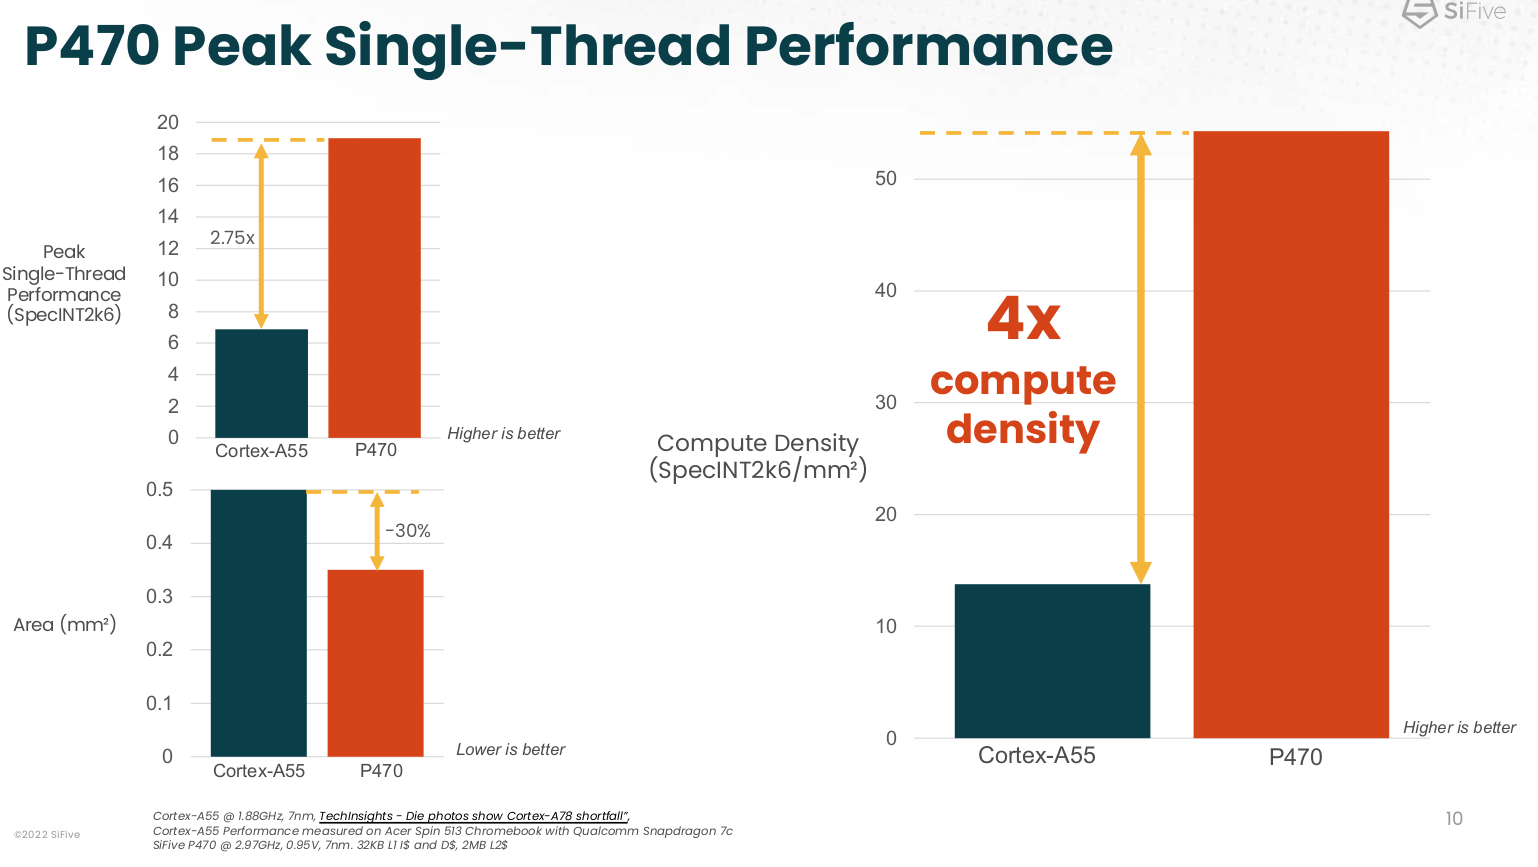 SiFive
P470 Peak Single-Thread Performance
20
18
16
14
12
10
8
6
4
2
0
2.75x
Peak
Single-Thread
Performance
(SpecINT2k6)
Cortex-A55
P470
Higher is better
0.5
0.4
0.3
0.2
0.1
0
-30%
Area (mm²)
Cortex-A55
P470
Lower is better
50
40
30
20
10
0
4x
compute
density
Compute Density
(SpecINT2k6/mm²)
Cortex-A55
P470
Higher is better
Cortex-A55 @ 1.88GHz, 7nm, TechInsights - Die photos show Cortex-A78 shortfall”,
Cortex-A55 Performance measured on Acer Spin 513 Chromebook with Qualcomm Snapdragon 7c
SiFive P470 @ 2.97GHz, 0.95V, 7nm. 32KB L1 I$ and D$, 2MB L2$
©2022 SiFive
10